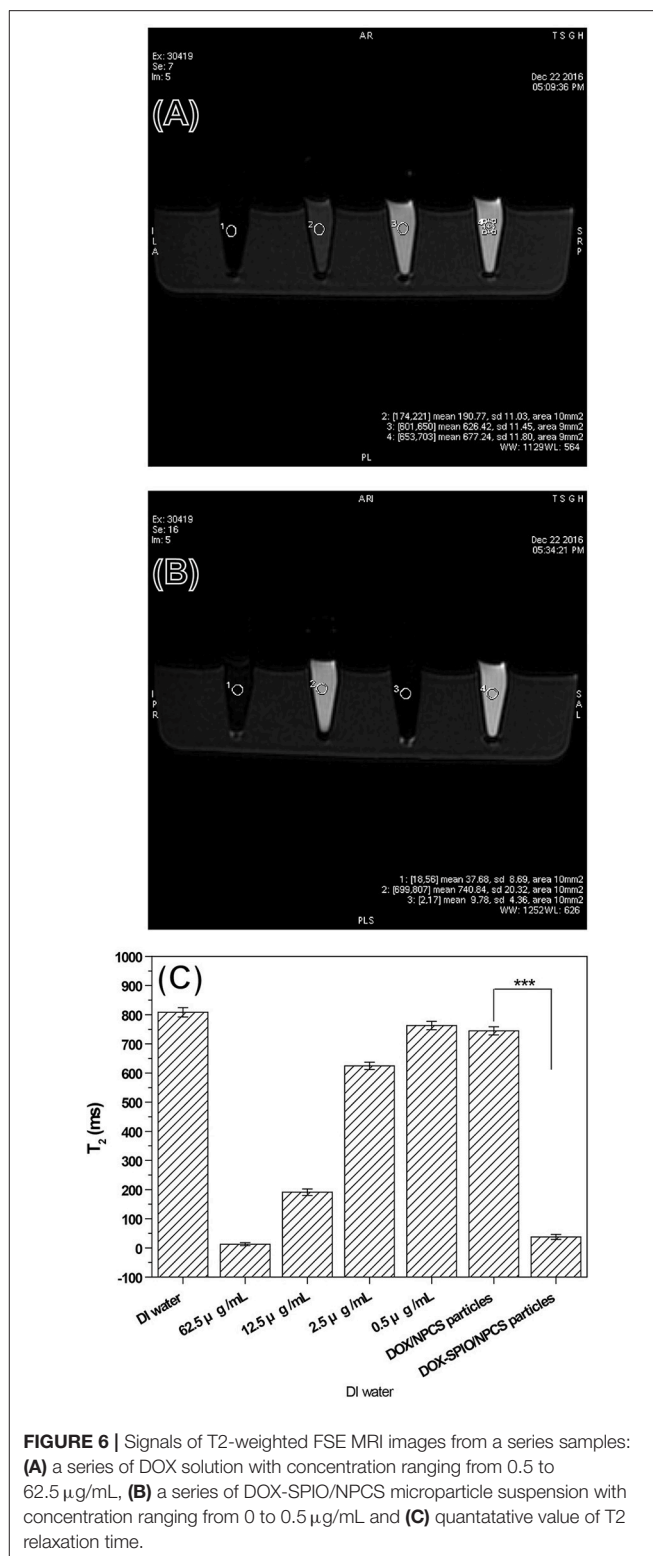 AR
T S G H
Ex: 30419
Se: 7
Im: 5
Dec 22 2016
05:09:36 PM
(A)
1
2
3
4
I L A
S R P
2: [174,221] mean 190.77, sd 11.03, area 10mm2
3: [601,650] mean 626.42, sd 11.45, area 9mm2
4: [653,703] mean 677.24, sd 11.80, area 9mm2
WW: 1129WL: 564
PL
ARI
T S G H
Ex: 30419
Se: 16
Im: 5
Dec 22 2016
05:34:21 PM
(B)
1
2
3
4
I P R
S A L
1: [18,56] mean 37.68, sd 8.69, area 10mm2
2: [699,807] mean 740.84, sd 20.32, area 10mm2
3: [2,17] mean 9.78, sd 4.36, area 10mm2
WW: 1252WL: 626
PLS
(C)
***
T2 (ms)
1000
900
800
700
600
500
400
300
200
100
0
-100
DI water
62.5 μ g/mL
12.5 μ g/mL
2.5 μ g/mL
0.5 μ g/mL
DOX/NPCS particles
DOX-SPIO/NPCS particles
DI water
FIGURE 6 | Signals of T2-weighted FSE MRI images from a series samples:
(A) a series of DOX solution with concentration ranging from 0.5 to
62.5 μg/mL, (B) a series of DOX-SPIO/NPCS microparticle suspension with
concentration ranging from 0 to 0.5 μg/mL and (C) quantatative value of T2
relaxation time.